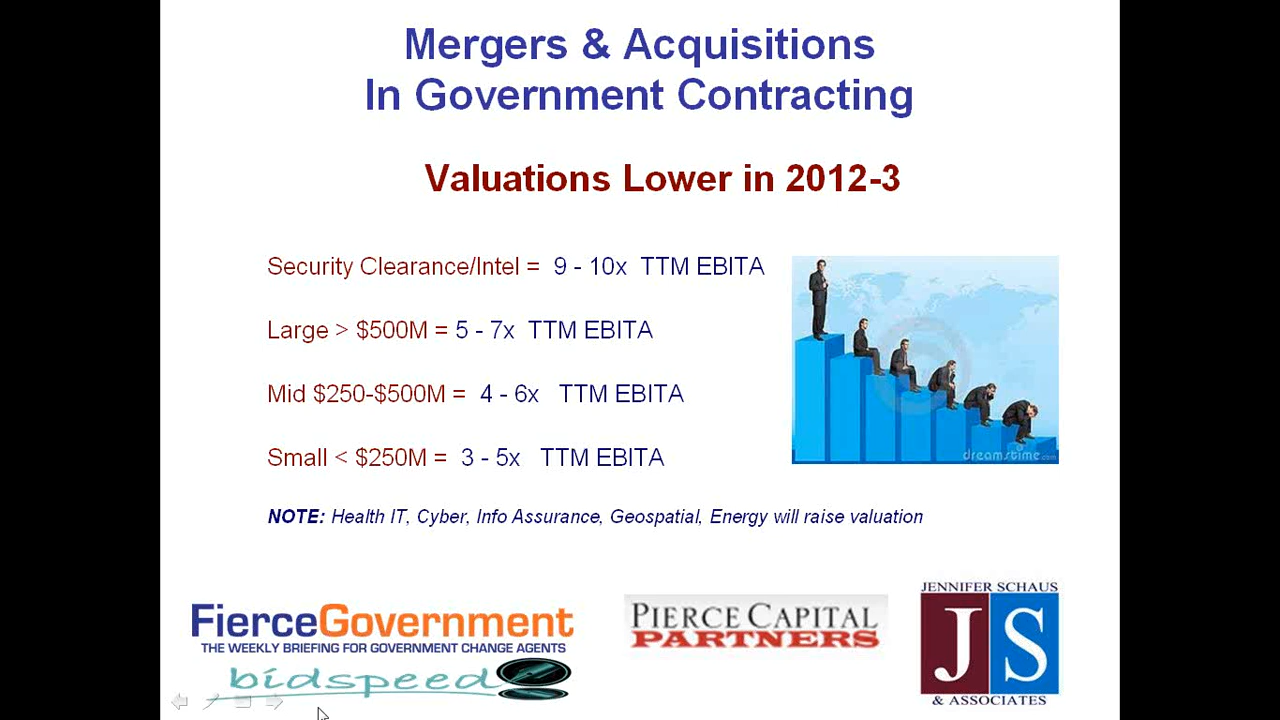 Mergers & Acquisitions
In Government Contracting
Valuations Lower in 2012-3
Security Clearance/Intel = 9 - 10x TTM EBITA
Large > $500M = 5 - 7x TTM EBITA
Mid $250-$500M = 4 - 6x TTM EBITA
Small < $250M = 3 - 5x TTM EBITA
NOTE: Health IT, Cyber, Info Assurance, Geospatial, Energy will raise valuation
dreamstime.com
FierceGovernment
THE WEEKLY BRIEFING FOR GOVERNMENT CHANGE AGENTS
bidspeed
PIERCE CAPITAL
PARTNERS
JENNIFER SCHAUS
JS
& ASSOCIATES